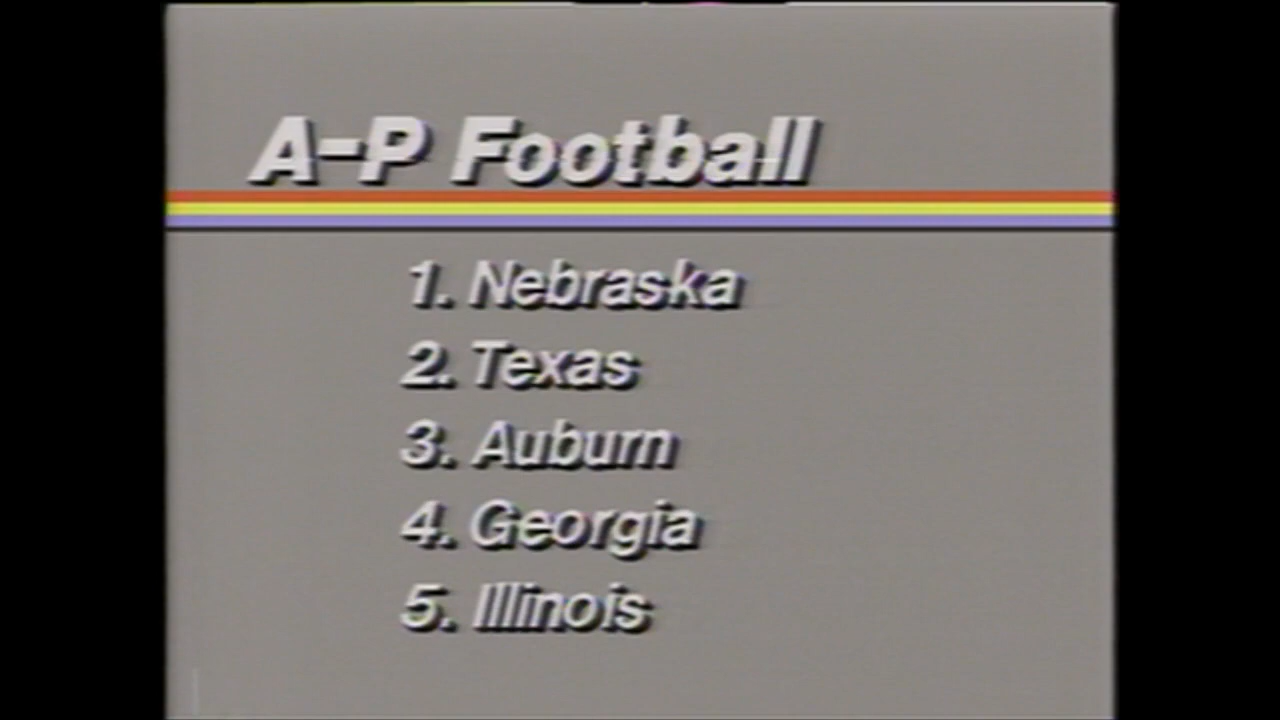 A-P Football
1. Nebraska
2. Texas
3. Auburn
4. Georgia
5. Illinois